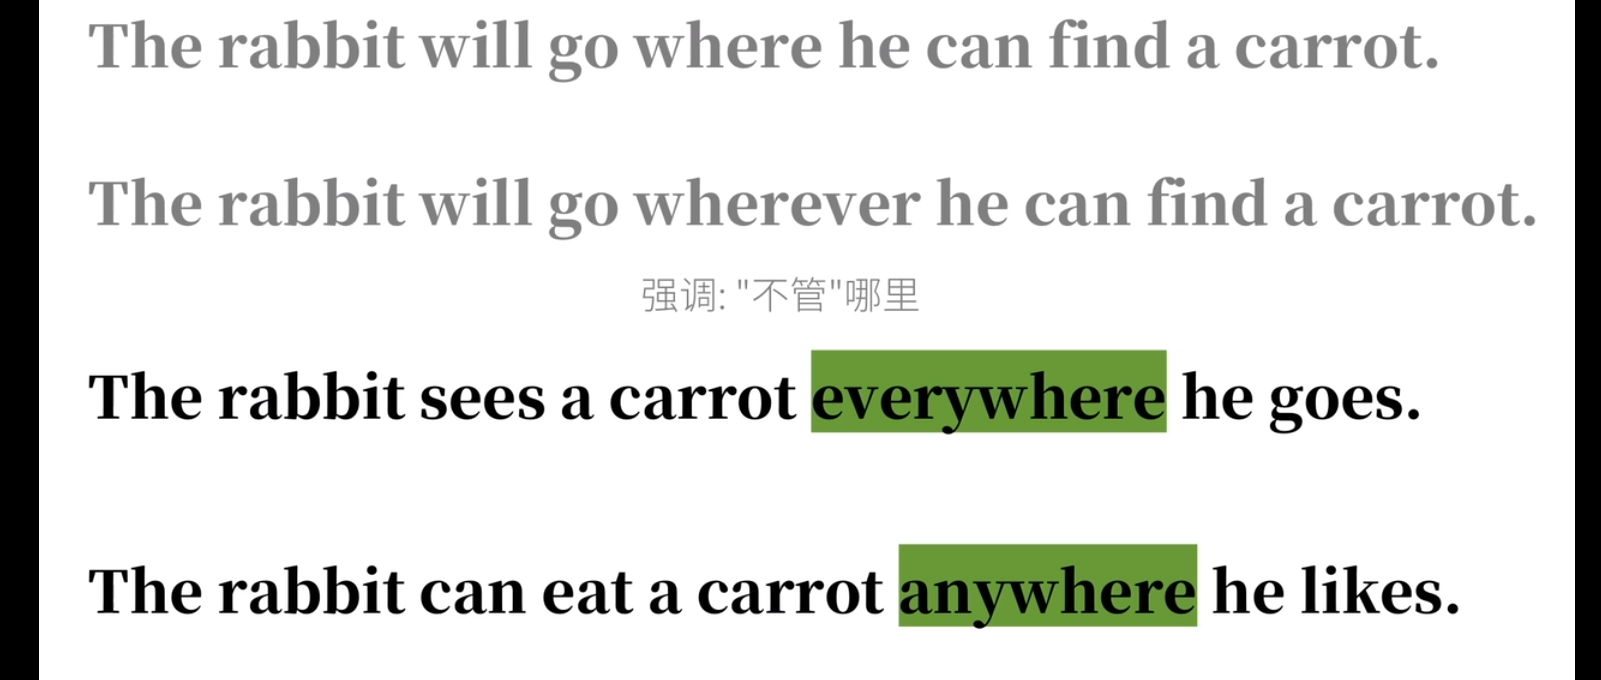 The rabbit will go where he can find a carrot.
The rabbit will go wherever he can find a carrot.
强调: "不管"哪里
The rabbit sees a carrot everywhere he goes.
The rabbit can eat a carrot anywhere he likes.